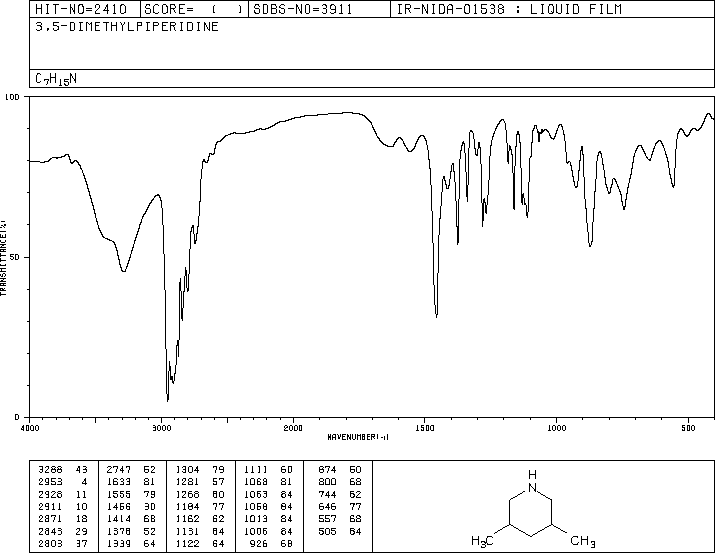 HIT-NO=2410 SCORE= ( ) SDBS-NO=3911 IR-NIDA-01538 : LIQUID FILM
3,5-DIMETHYLPIPERIDINE
C7H15N
100
50
0
TRANSMITTANCE(%)
4000 3000 2000 1500 1000 500
WAVENUMBER(-1)
3288 43 2747 52 1304 79 1111 60 874 50
2953 4 1633 81 1281 57 1068 81 800 68
2928 11 1555 79 1268 60 1063 84 744 62
2911 10 1456 30 1184 77 1058 84 646 77
2871 18 1414 68 1162 62 1013 84 557 68
2843 29 1378 52 1131 64 1006 84 505 84
2803 37 1339 64 1122 64 926 68
H
N
H3C CH3